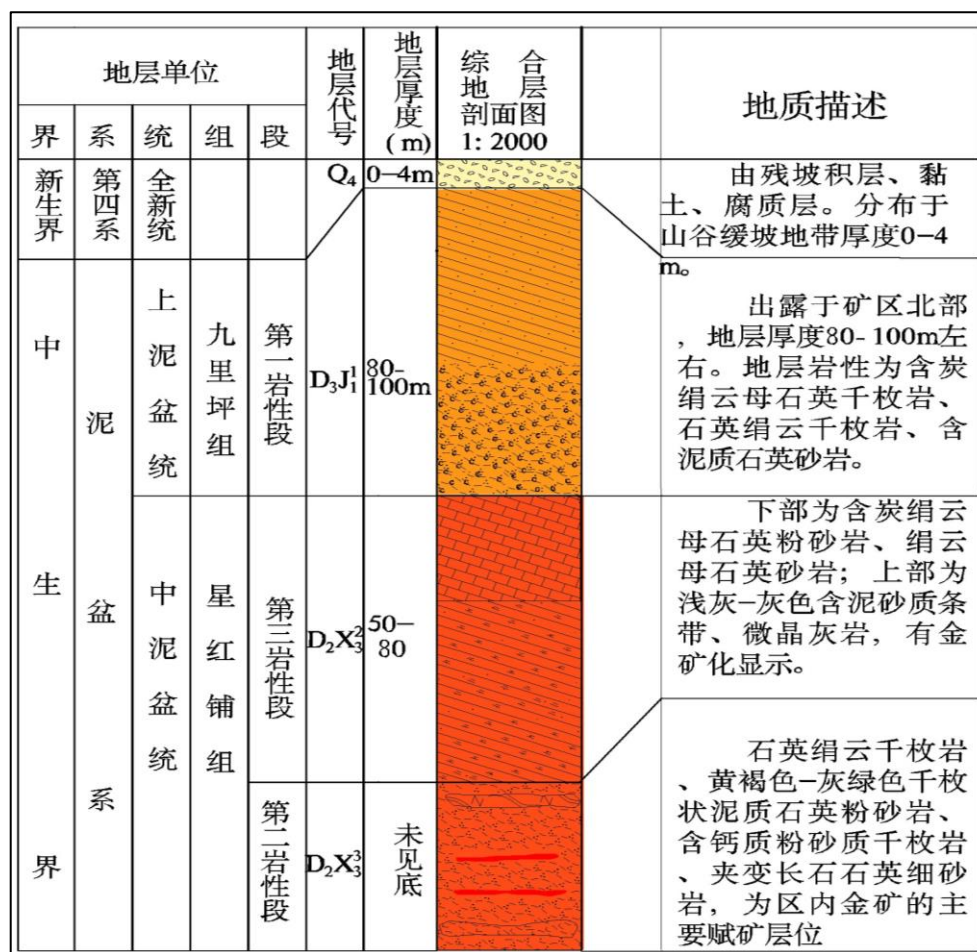 地层单位
地层代号
地层厚度(m)
综 合
地 层
剖面图
1: 2000
地质描述
界 系 统 组 段
新生界
第四系
全新统
Q4
0-4m
由残坡积层、黏
土、腐质层。分布于
山谷缓坡地带厚度0-4
m。
中生界
泥盆系
上泥盆统
九里坪组
第一岩性段
D3J1^1
80-
100m
出露于矿区北部
，地层厚度80-100m左
右。地层岩性为含炭
绢云母石英千枚岩、
石英绢云千枚岩、含
泥质石英砂岩。
中泥盆统
星红铺组
第三岩性段
D2X3^2
50-
80
下部为含炭绢云
母石英粉砂岩、绢云
母石英砂岩；上部为
浅灰-灰色含泥砂质条
带、微晶灰岩，有金
矿化显示。
第二岩性段
D2X3^3
未见底
石英绢云千枚岩
、黄褐色-灰绿色千枚
状泥质石英粉砂岩、
含钙质粉砂质千枚岩
、夹变长石石英细砂
岩，为区内金矿的主
要赋矿层位